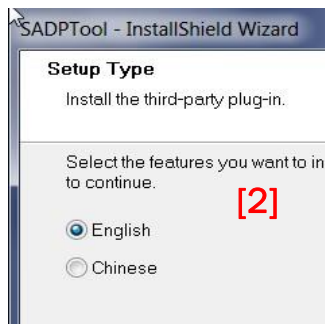 SADPTool - InstallShield Wizard
Setup Type
Install the third-party plug-in.
Select the features you want to in
to continue.
[2]
English
Chinese